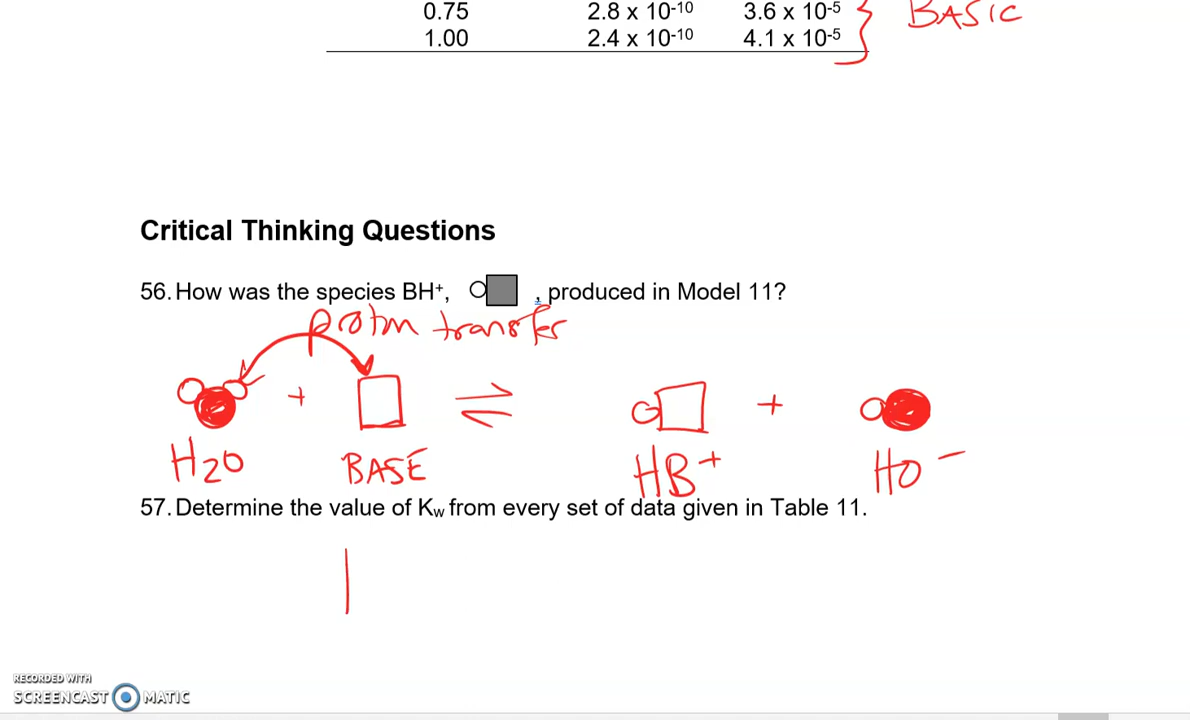 0.75 2.8 x 10-10 3.6 x 10-5 } BASIC
1.00 2.4 x 10-10 4.1 x 10-5
Critical Thinking Questions
56. How was the species BH+, , produced in Model 11?
proton transfer
+ ⇌ +
H2O BASE HB+ HO-
57. Determine the value of Kw from every set of data given in Table 11.
RECORDED WITH
SCREENCAST MATIC